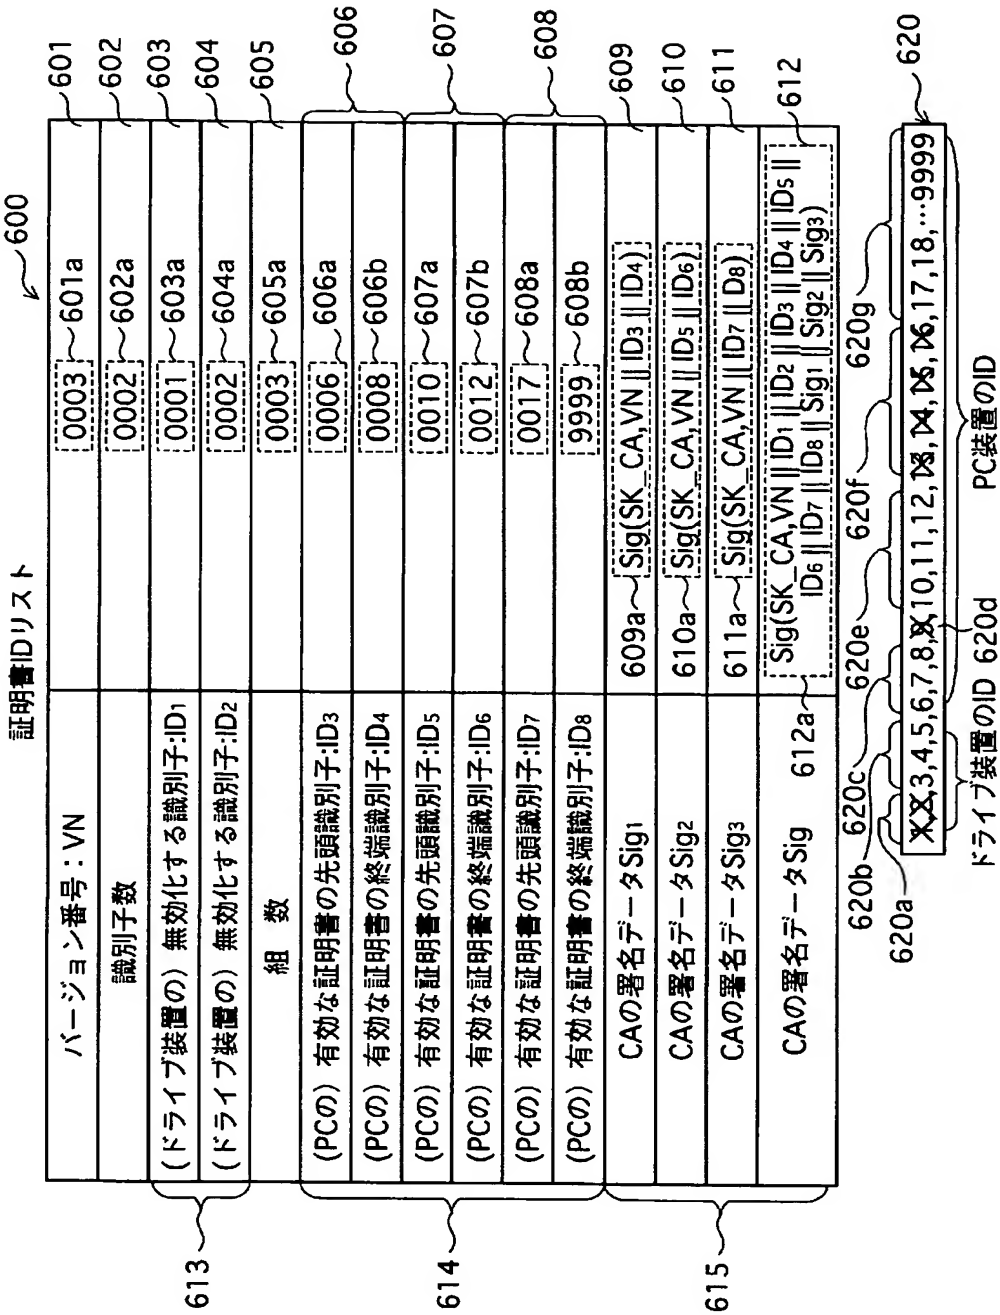 証明書IDリスト
600
バージョン番号:VN 0003 601a 601
識別子数 0002 602a 602
(ドライブ装置の) 無効化する識別子:ID1 0001 603a 603
(ドライブ装置の) 無効化する識別子:ID2 0002 604a 604
613
組 数 0003 605a 605
(PCの) 有効な証明書の先頭識別子:ID3 0006 606a
(PCの) 有効な証明書の終端識別子:ID4 0008 606b
606
(PCの) 有効な証明書の先頭識別子:ID5 0010 607a
(PCの) 有効な証明書の終端識別子:ID6 0012 607b
607
(PCの) 有効な証明書の先頭識別子:ID7 0017 608a
(PCの) 有効な証明書の終端識別子:ID8 9999 608b
608
614
CAの署名データSig1 609a Sig(SK_CA,VN || ID3 || ID4) 609
CAの署名データSig2 610a Sig(SK_CA,VN || ID5 || ID6) 610
CAの署名データSig3 611a Sig(SK_CA,VN || ID7 || D8) 611
CAの署名データSig 612a Sig(SK_CA,VN || ID1 || ID2 || ID3 || ID4 || ID5 ||
ID6 || ID7 || ID8 || Sig1 || Sig2 || Sig3)
612
615
620a 620b 620c 620e 620f 620g 620
1,2,3,4,5,6,7,8,9,10,11,12,13,14,15,16,17,18,…9999
ドライブ装置のID 620d PC装置のID